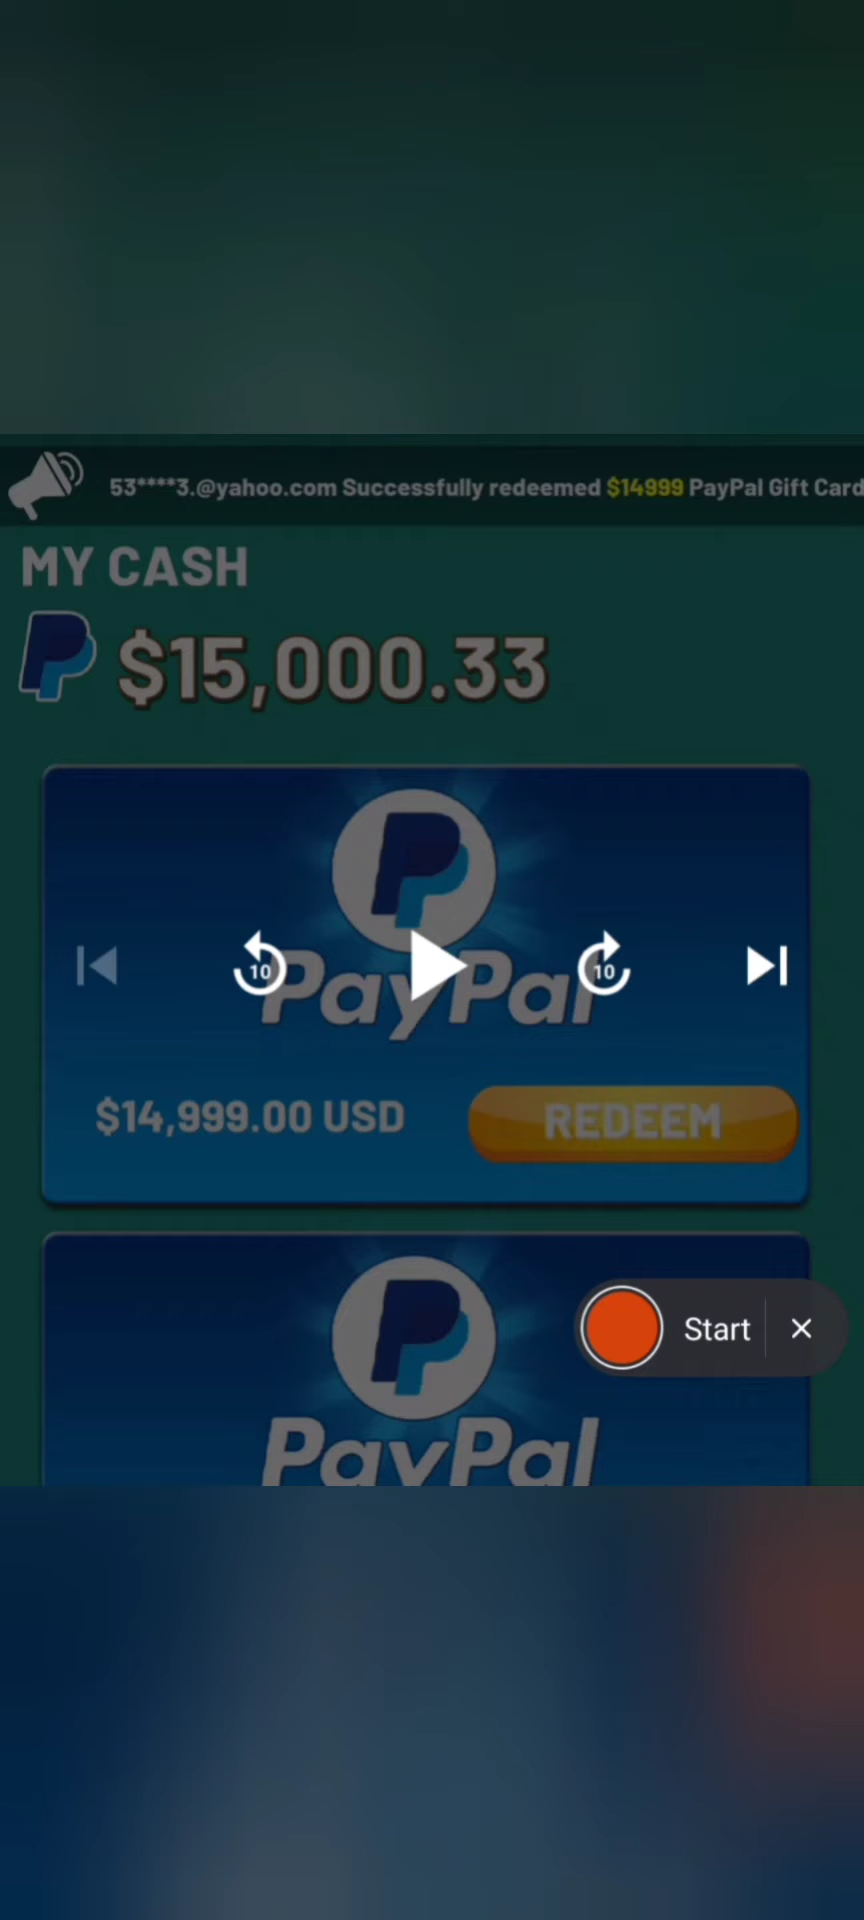 53****3.@yahoo.com Successfully redeemed $14999 PayPal Gift Card
MY CASH
$15,000.33
PayPal
10
10
$14,999.00 USD
REDEEM
Start
PayPal